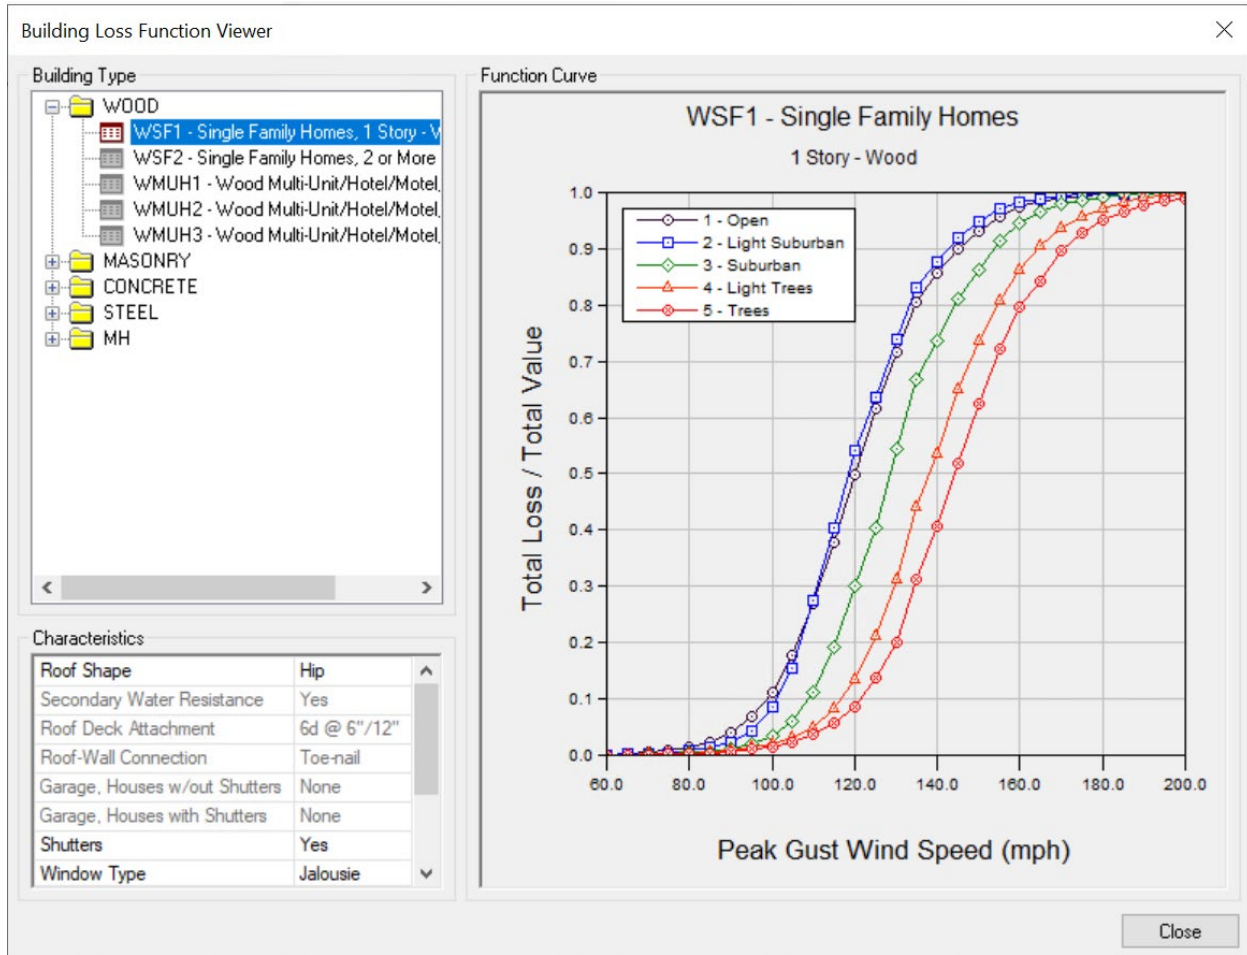 Building Loss Function Viewer
Building Type
WOOD
WSF1 - Single Family Homes, 1 Story - W
WSF2 - Single Family Homes, 2 or More
WMUH1 - Wood Multi-Unit/Hotel/Motel,
WMUH2 - Wood Multi-Unit/Hotel/Motel,
WMUH3 - Wood Multi-Unit/Hotel/Motel,
MASONRY
CONCRETE
STEEL
MH
Characteristics
Roof Shape Hip
Secondary Water Resistance Yes
Roof Deck Attachment 6d @ 6"/12"
Roof-Wall Connection Toe-nail
Garage, Houses w/out Shutters None
Garage, Houses with Shutters None
Shutters Yes
Window Type Jalousie
Function Curve
WSF1 - Single Family Homes
1 Story - Wood
1 - Open
2 - Light Suburban
3 - Suburban
4 - Light Trees
5 - Trees
Total Loss / Total Value
1.0
0.9
0.8
0.7
0.6
0.5
0.4
0.3
0.2
0.1
0.0
60.0 80.0 100.0 120.0 140.0 160.0 180.0 200.0
Peak Gust Wind Speed (mph)
Close